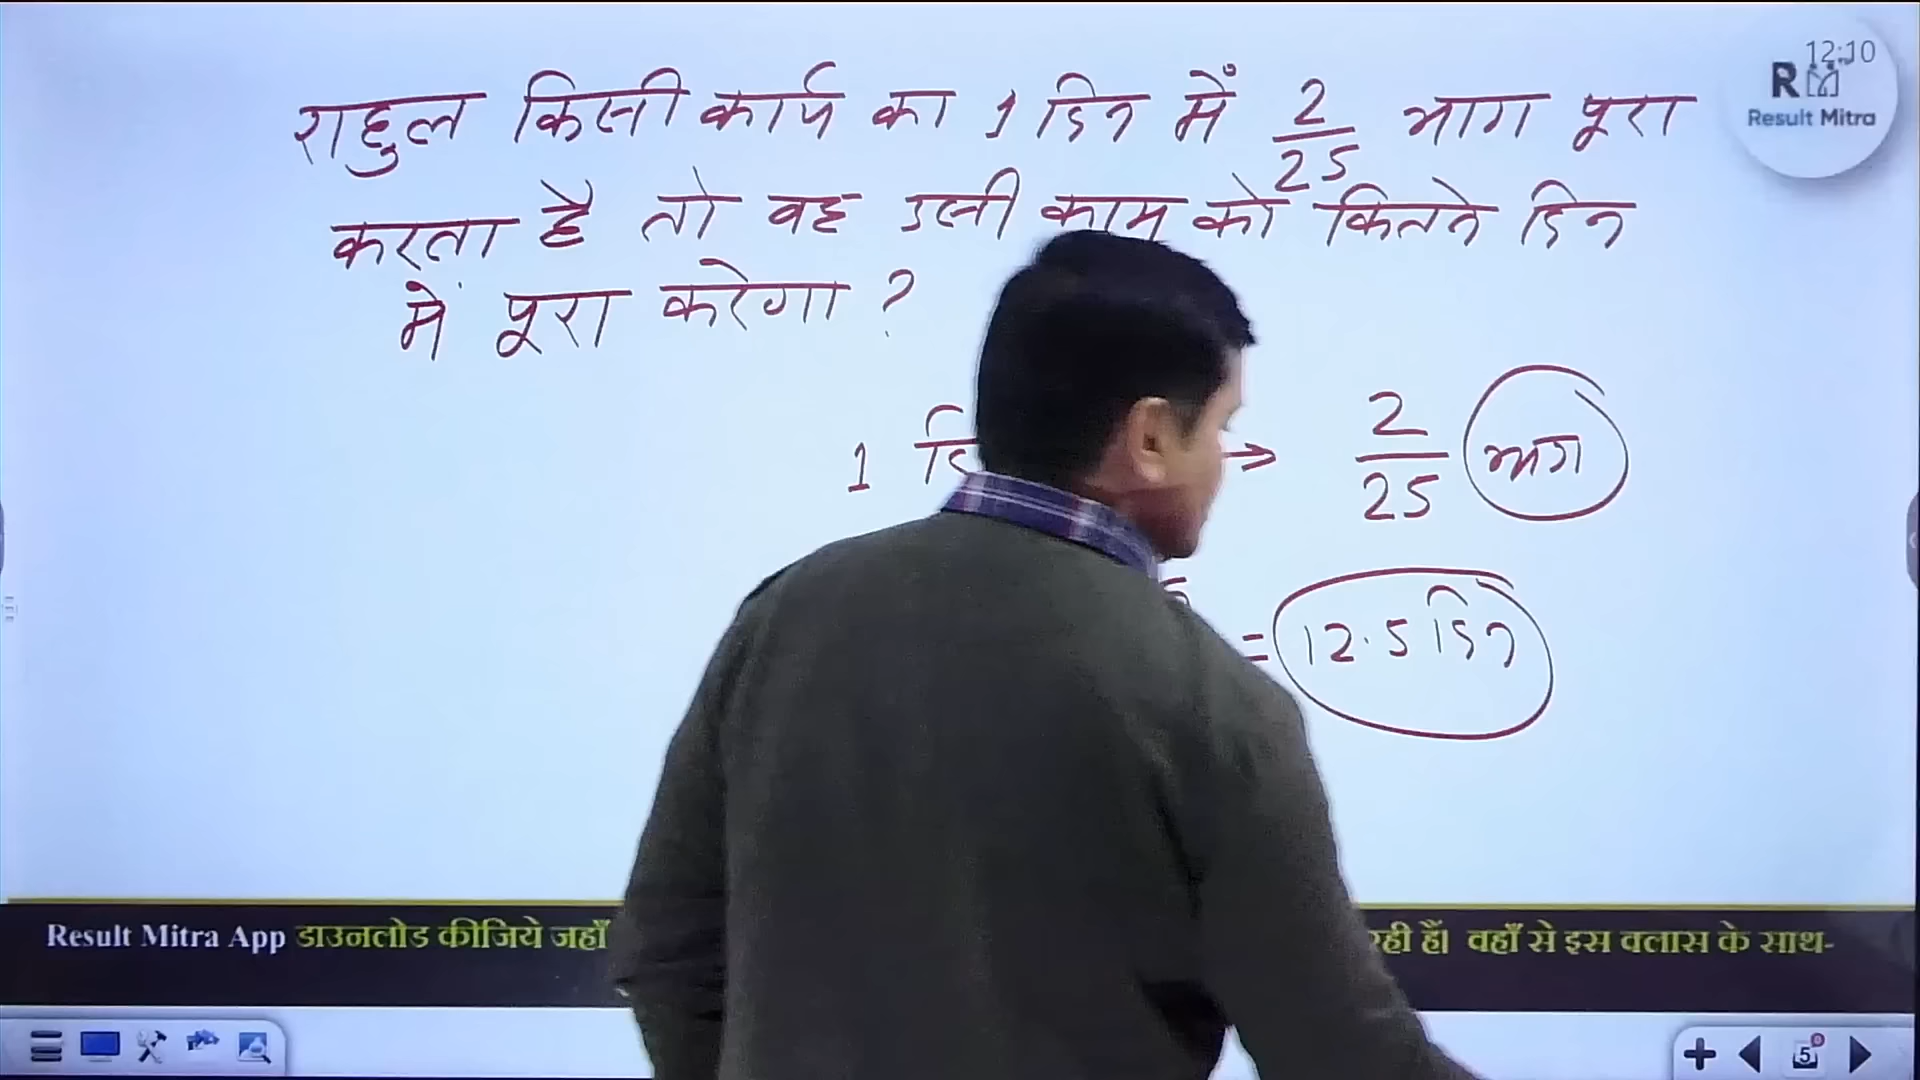 12:10
RM
Result Mitra
राहुल किसी कार्य का 1 दिन में 2/25 भाग पूरा
करता है तो वह उसी काम को कितने दिन
में पूरा करेगा ?
1 → 2/25 भाग
= 12.5 दिन
Result Mitra App डाउनलोड कीजिये जहाँ रही हैं। वहाँ से इस क्लास के साथ-
5